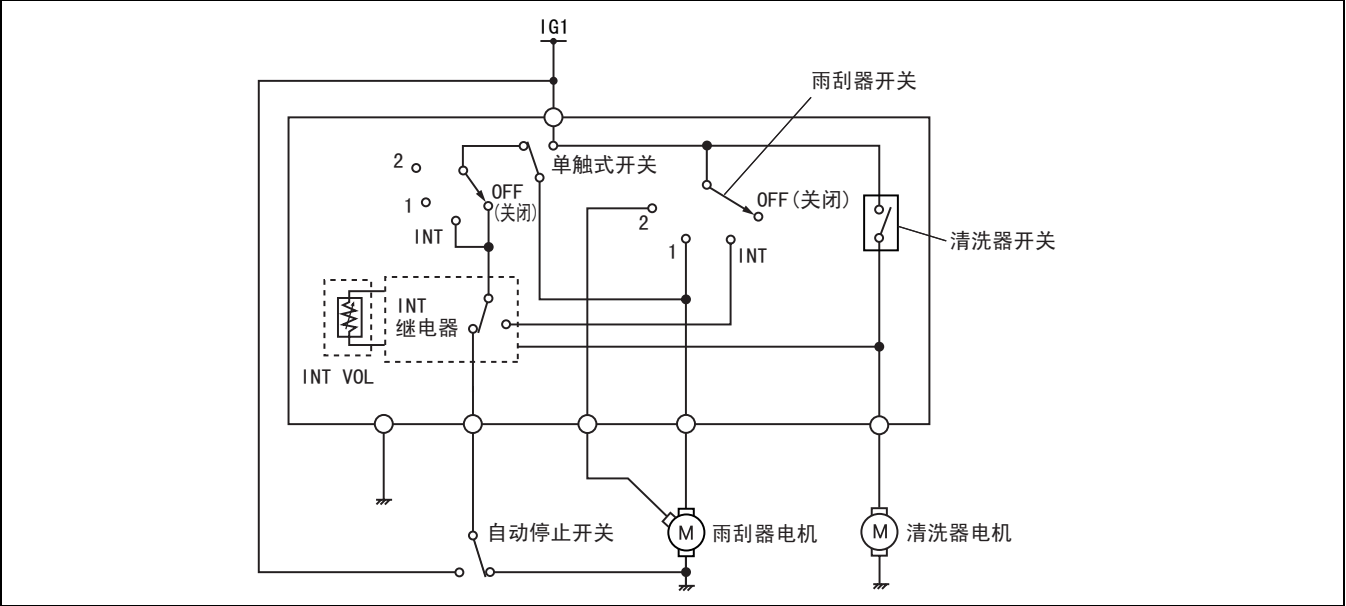 IG1
雨刮器开关
单触式开关
2
OFF
(关闭)
1
INT
OFF(关闭)
2
1
INT
清洗器开关
INT
继电器
INT VOL
自动停止开关
M
雨刮器电机
M
清洗器电机